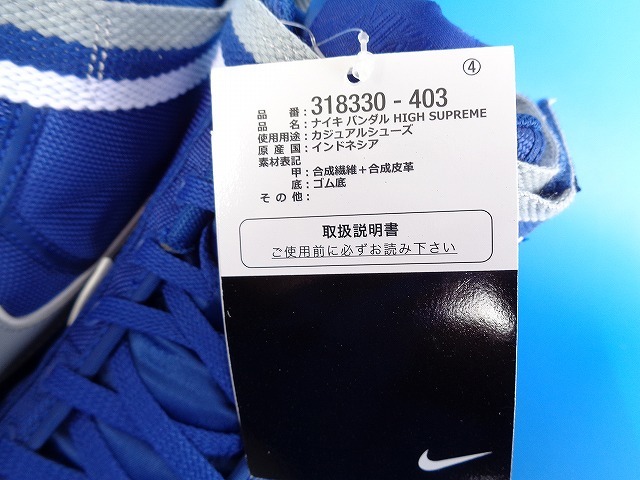 ④
品番：318330 - 403
品名：ナイキ バンダル HIGH SUPREME
使用用途：カジュアルシューズ
原産国：インドネシア
素材表記
甲：合成繊維＋合成皮革
底：ゴム底
その他：
取扱説明書
ご使用前に必ずお読み下さい